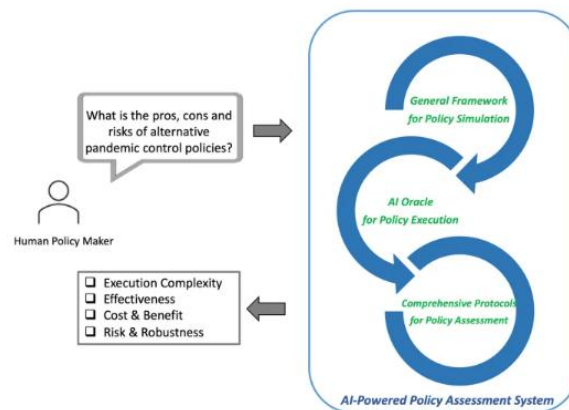 What is the pros, cons and
risks of alternative
pandemic control policies?
Human Policy Maker
❑ Execution Complexity
❑ Effectiveness
❑ Cost & Benefit
❑ Risk & Robustness
General Framework
for Policy Simulation
AI Oracle
for Policy Execution
Comprehensive Protocols
for Policy Assessment
AI-Powered Policy Assessment System